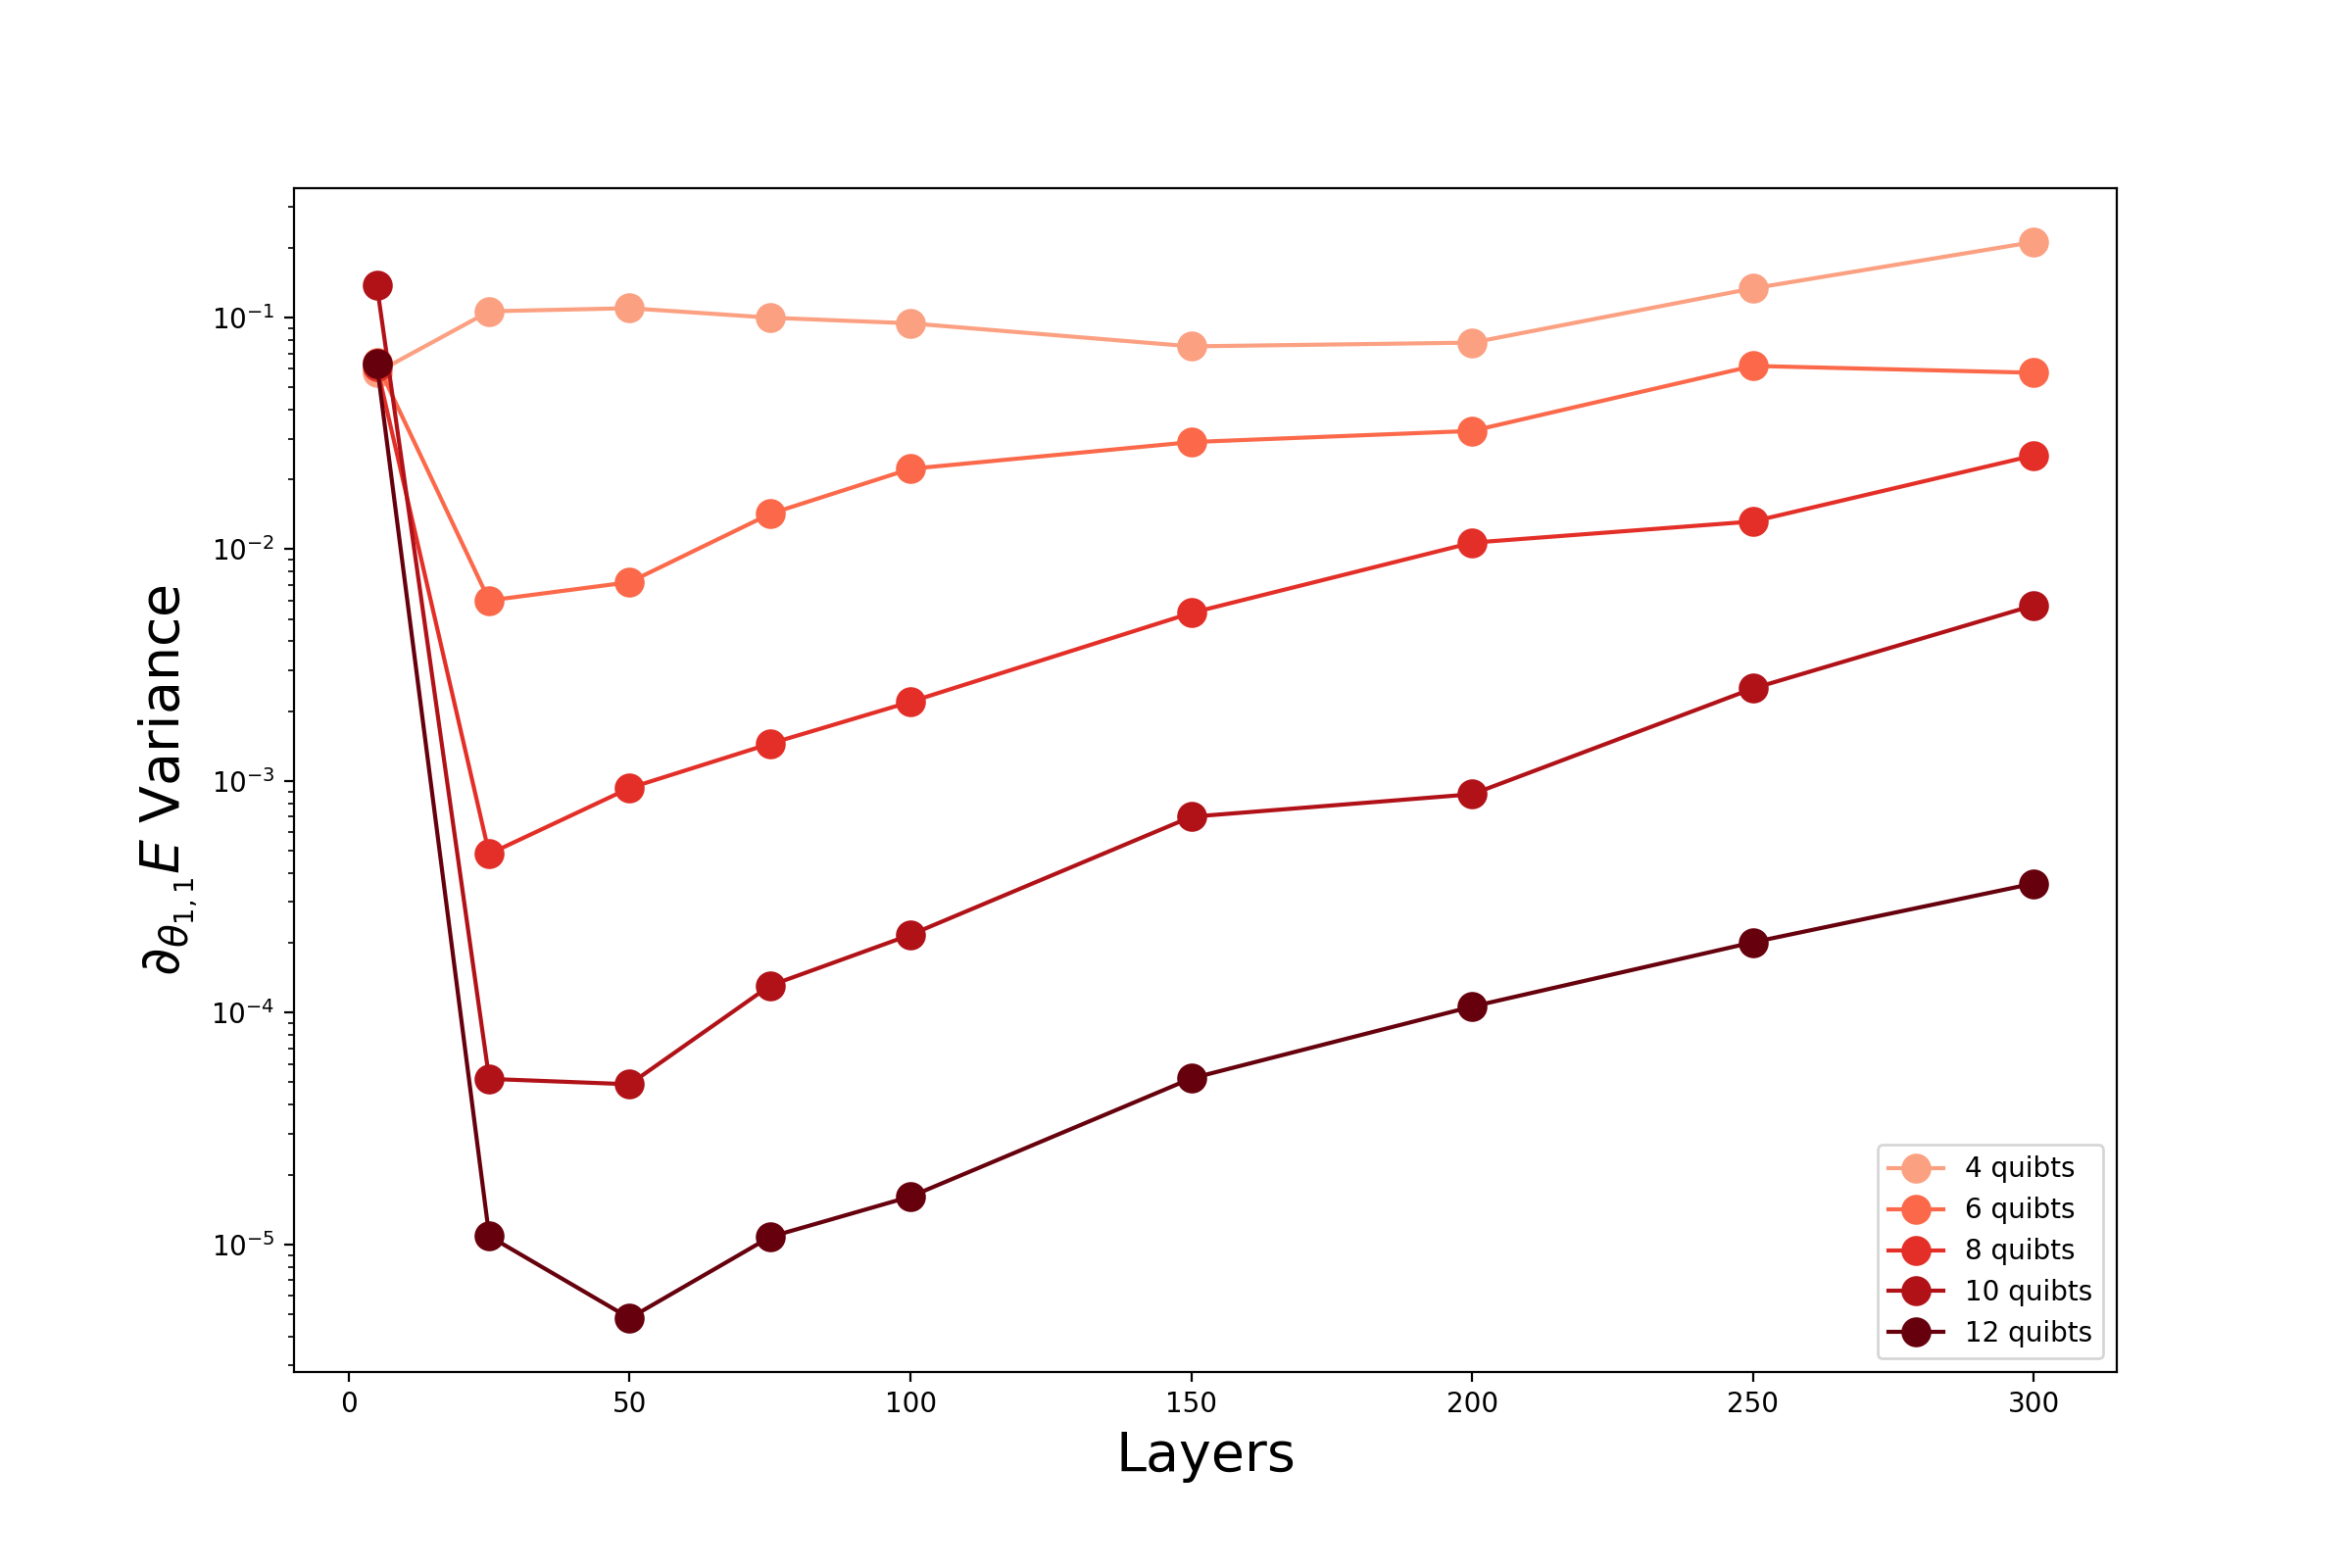 ∂θ₁,₁E Variance
10⁻¹
10⁻²
10⁻³
10⁻⁴
10⁻⁵
0 50 100 150 200 250 300
Layers
4 quibts
6 quibts
8 quibts
10 quibts
12 quibts